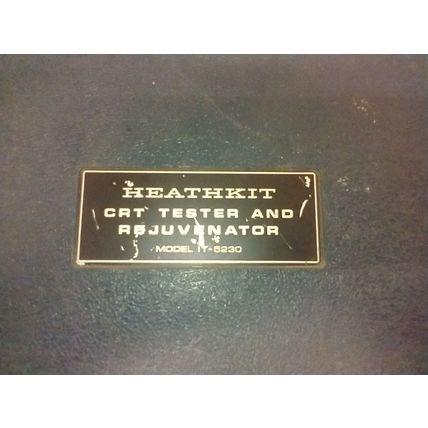 HEATHKIT
CRT TESTER AND
REJUVENATOR
MODEL IT-5230